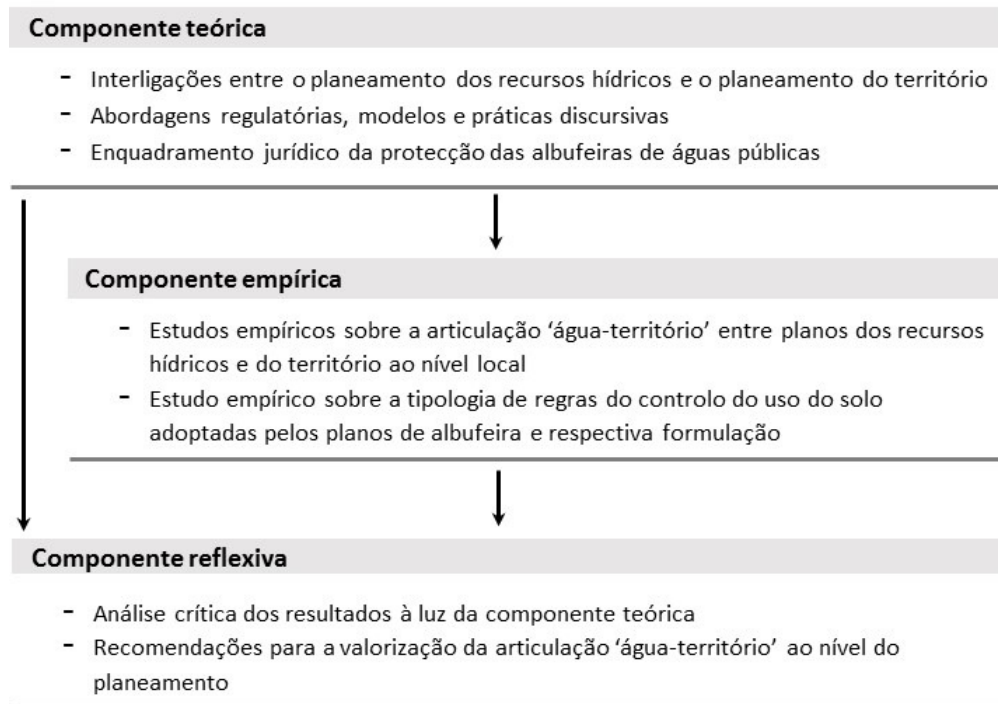 Componente teórica
- Interligações entre o planeamento dos recursos hídricos e o planeamento do território
- Abordagens regulatórias, modelos e práticas discursivas
- Enquadramento jurídico da protecção das albufeiras de águas públicas
Componente empírica
- Estudos empíricos sobre a articulação ‘água-território’ entre planos dos recursos
hídricos e do território ao nível local
- Estudo empírico sobre a tipologia de regras do controlo do uso do solo
adoptadas pelos planos de albufeira e respectiva formulação
Componente reflexiva
- Análise crítica dos resultados à luz da componente teórica
- Recomendações para a valorização da articulação ‘água-território’ ao nível do
planeamento